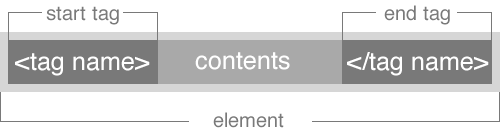 start tag end tag
<tag name> contents </tag name>
element